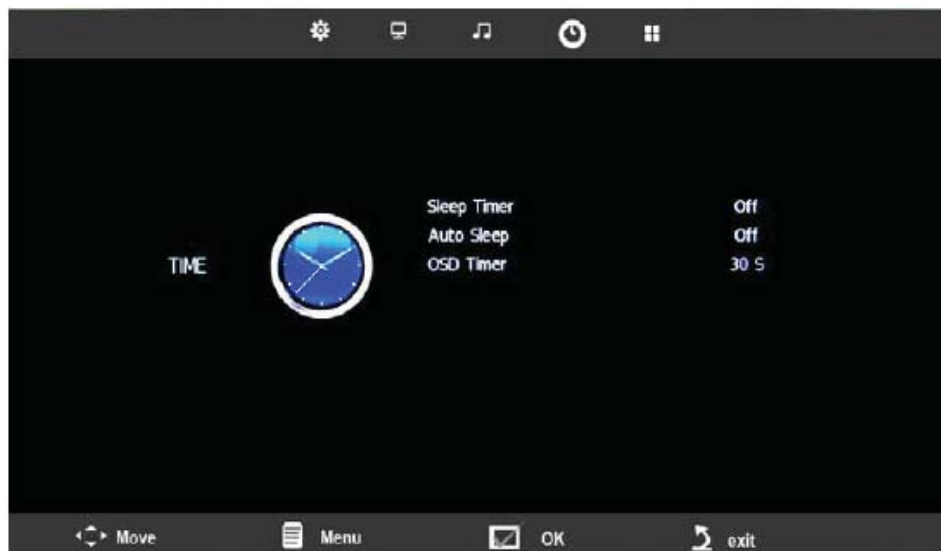 Sleep Timer Off
Auto Sleep Off
TIME
OSD Timer 30 S
Move Menu OK exit